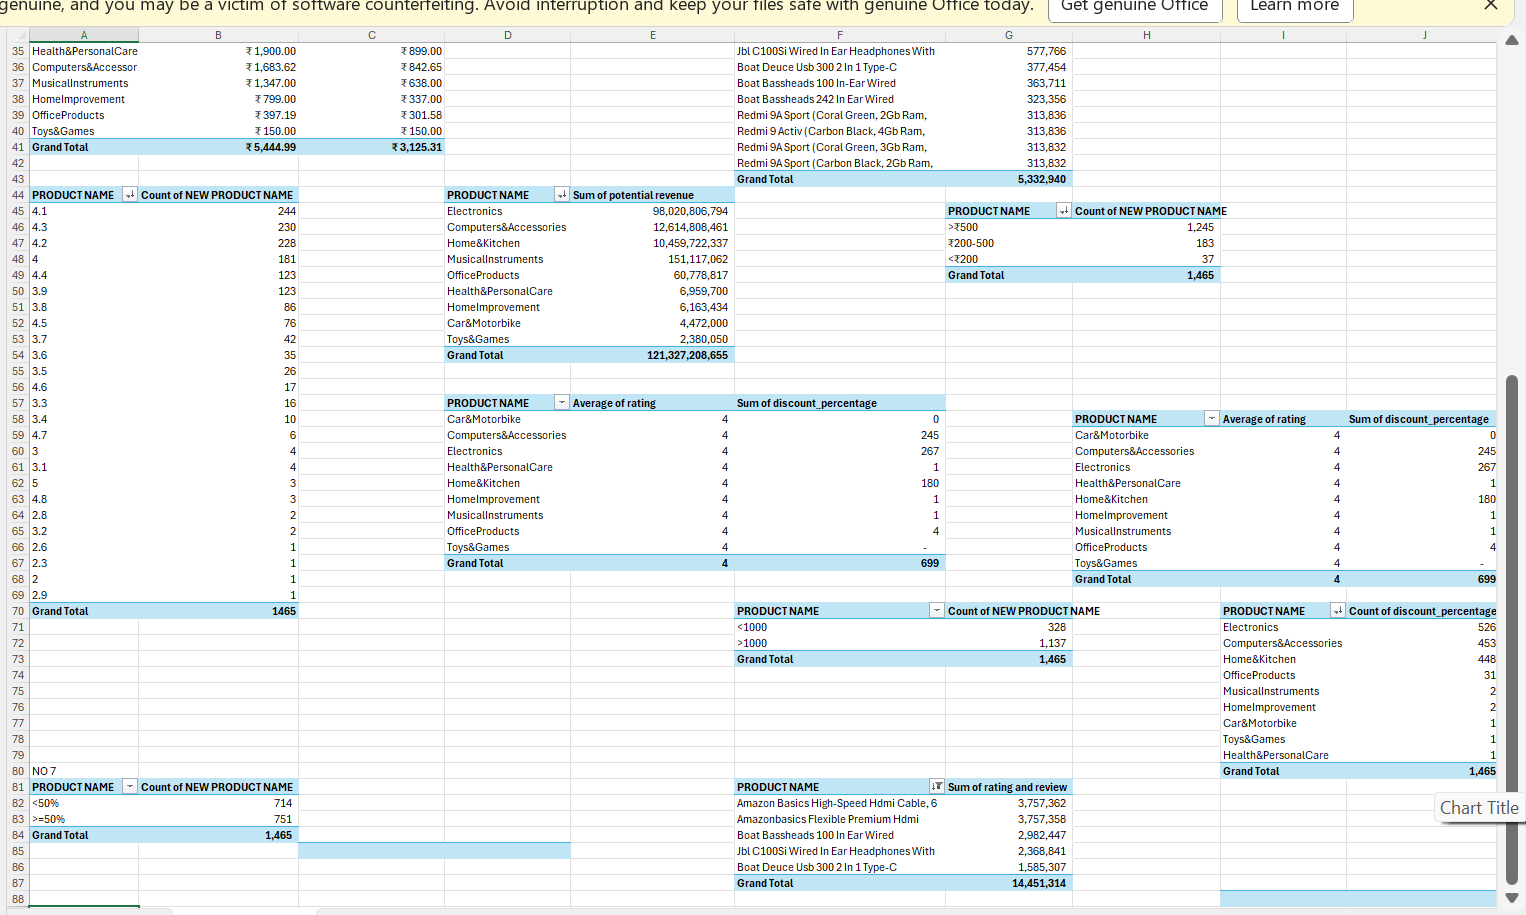 genuine, and you may be a victim of software counterfeiting. Avoid interruption and keep your files safe with genuine Office today. Get genuine Office Learn more
A B C D E F G H I J
35 Health&PersonalCare ₹ 1,900.00 ₹ 899.00 Jbl C100Si Wired In Ear Headphones With 577,766
36 Computers&Accessor ₹ 1,683.62 ₹ 842.65 Boat Deuce Usb 300 2 In 1 Type-C 377,454
37 MusicalInstruments ₹ 1,347.00 ₹ 638.00 Boat Bassheads 100 In-Ear Wired 363,711
38 HomeImprovement ₹ 799.00 ₹ 337.00 Boat Bassheads 242 In Ear Wired 323,356
39 OfficeProducts ₹ 397.19 ₹ 301.58 Redmi 9A Sport (Coral Green, 2Gb Ram, 313,836
40 Toys&Games ₹ 150.00 ₹ 150.00 Redmi 9 Activ (Carbon Black, 4Gb Ram, 313,836
41 Grand Total ₹ 5,444.99 ₹ 3,125.31 Redmi 9A Sport (Coral Green, 3Gb Ram, 313,832
42 Redmi 9A Sport (Carbon Black, 2Gb Ram, 313,832
43 Grand Total 5,332,940
44 PRODUCT NAME Count of NEW PRODUCT NAME PRODUCT NAME Sum of potential revenue
45 4.1 244 Electronics 98,020,806,794 PRODUCT NAME Count of NEW PRODUCT NAME
46 4.3 230 Computers&Accessories 12,614,808,461 >₹500 1,245
47 4.2 228 Home&Kitchen 10,459,722,337 ₹200-500 183
48 4 181 MusicalInstruments 151,117,062 <₹200 37
49 4.4 123 OfficeProducts 60,778,817 Grand Total 1,465
50 3.9 123 Health&PersonalCare 6,959,700
51 3.8 86 HomeImprovement 6,163,434
52 4.5 76 Car&Motorbike 4,472,000
53 3.7 42 Toys&Games 2,380,050
54 3.6 35 Grand Total 121,327,208,655
55 3.5 26
56 4.6 17
57 3.3 16 PRODUCT NAME Average of rating Sum of discount_percentage
58 3.4 10 Car&Motorbike 4 0 PRODUCT NAME Average of rating Sum of discount_percentage
59 4.7 6 Computers&Accessories 4 245 Car&Motorbike 4 0
60 3 4 Electronics 4 267 Computers&Accessories 4 245
61 3.1 4 Health&PersonalCare 4 1 Electronics 4 267
62 5 3 Home&Kitchen 4 180 Health&PersonalCare 4 1
63 4.8 3 HomeImprovement 4 1 Home&Kitchen 4 180
64 2.8 2 MusicalInstruments 4 1 HomeImprovement 4 1
65 3.2 2 OfficeProducts 4 4 MusicalInstruments 4 1
66 2.6 1 Toys&Games 4 - OfficeProducts 4 4
67 2.3 1 Grand Total 4 699 Toys&Games 4 -
68 2 1 Grand Total 4 699
69 2.9 1
70 Grand Total 1465 PRODUCT NAME Count of NEW PRODUCT NAME PRODUCT NAME Count of discount_percentage
71 <1000 328 Electronics 526
72 >1000 1,137 Computers&Accessories 453
73 Grand Total 1,465 Home&Kitchen 448
74 OfficeProducts 31
75 MusicalInstruments 2
76 HomeImprovement 2
77 Car&Motorbike 1
78 Toys&Games 1
79 Health&PersonalCare 1
80 NO 7 Grand Total 1,465
81 PRODUCT NAME Count of NEW PRODUCT NAME PRODUCT NAME Sum of rating and review
82 <50% 714 Amazon Basics High-Speed Hdmi Cable, 6 3,757,362 Chart Title
83 >=50% 751 Amazonbasics Flexible Premium Hdmi 3,757,358
84 Grand Total 1,465 Boat Bassheads 100 In Ear Wired 2,982,447
85 Jbl C100Si Wired In Ear Headphones With 2,368,841
86 Boat Deuce Usb 300 2 In 1 Type-C 1,585,307
87 Grand Total 14,451,314
88